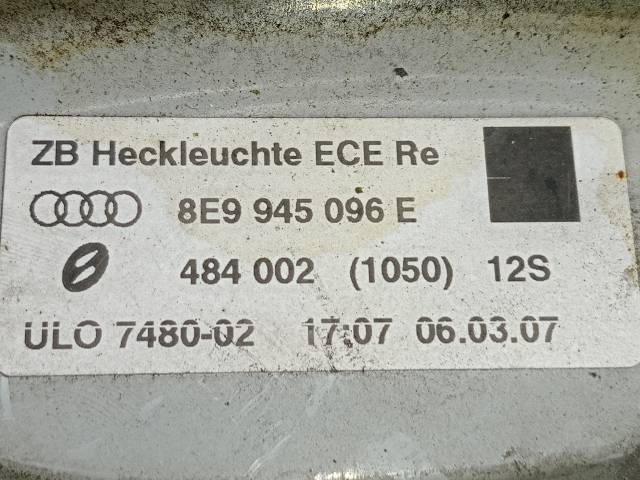 ZB Heckleuchte ECE Re
8E9 945 096 E
484 002 (1050) 12S
ULO 7480-02 17:07 06.03.07